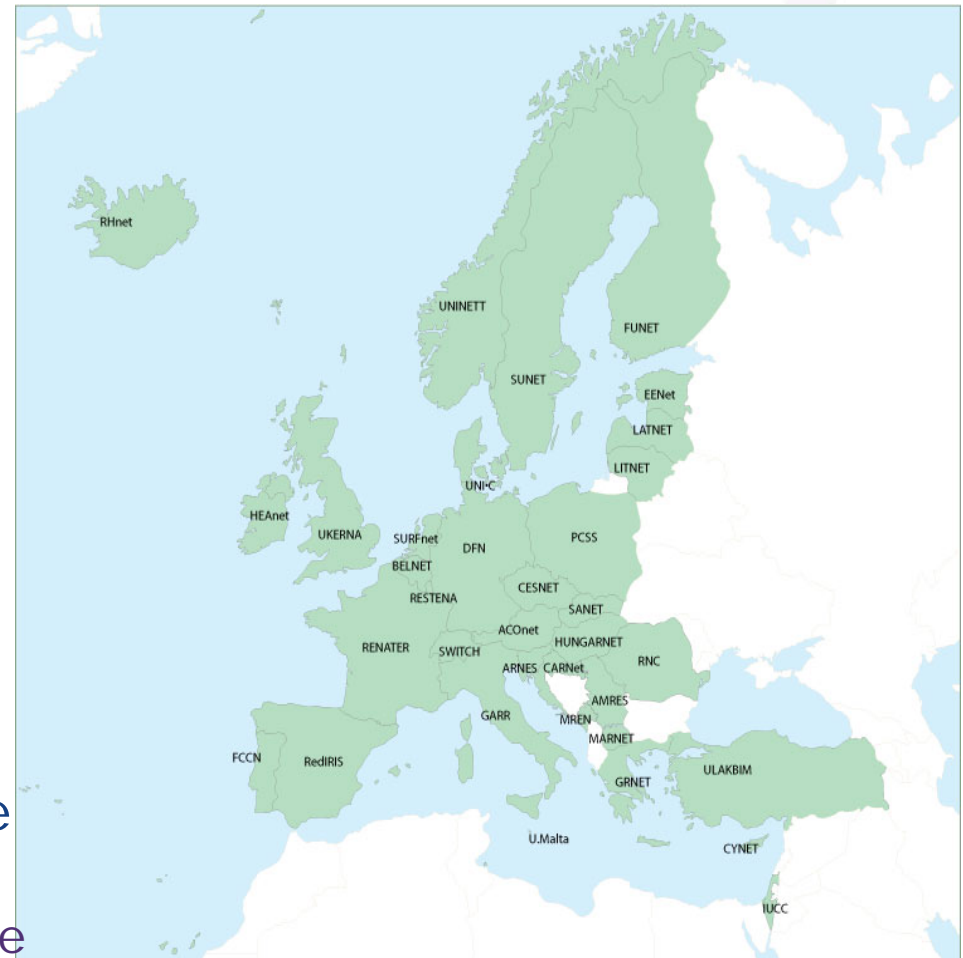 RHnet
UNINETT
FUNET
SUNET
EENet
LATNET
LITNET
UNI•C
HEAnet
UKERNA
SURFnet
DFN
PCSS
BELNET
CESNET
RESTENA
SANET
ACOnet
HUNGARNET
RENATER
SWITCH
RNC
ARNES
CARNet
AMRES
GARR
MREN
MARNET
FCCN
RedIRIS
ULAKBIM
GRNET
e
U.Malta
CYNET
IUCC
e